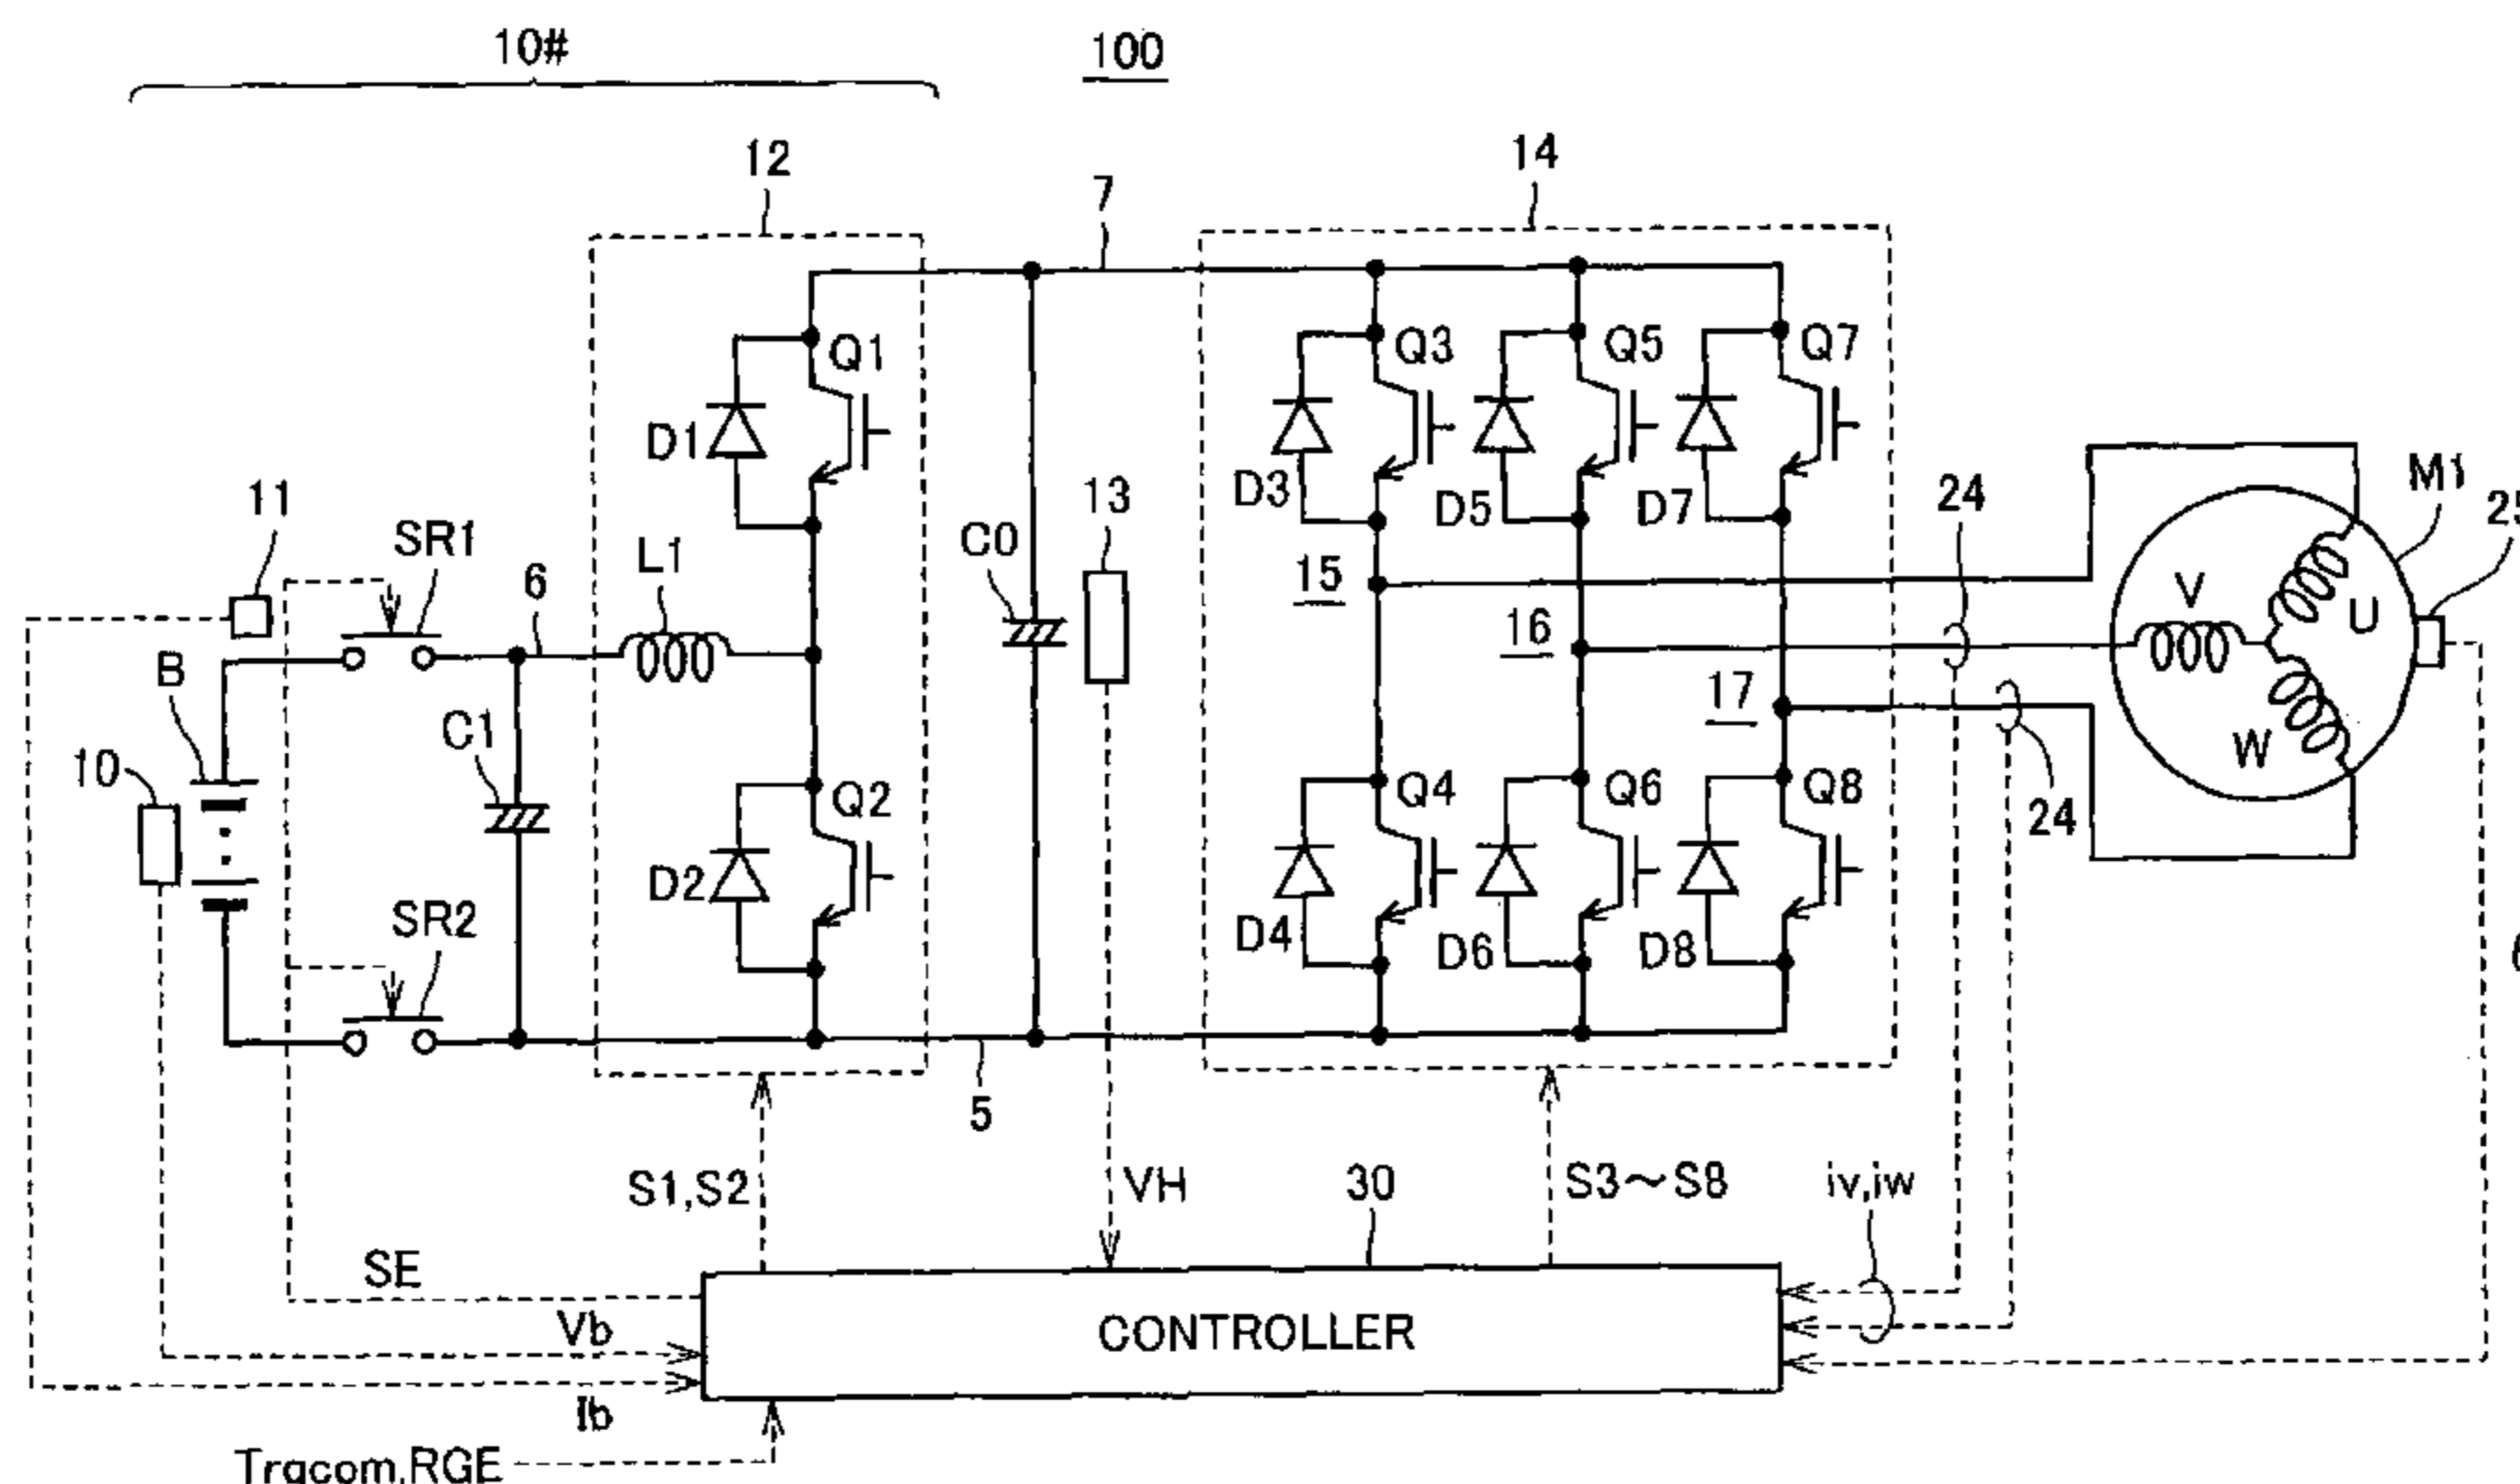 10#
100
12
14
7
Q1
Q3
Q5
Q7
D1
D3
D5
D7
11
SR1
6
L1
C0
13
24
M1
15
V
U
16
B
17
W
C1
10
Q2
Q4
Q6
Q8
24
D2
D4
D6
D8
SR2
5
S1,S2
VH
30
S3～S8
iv,iw
SE
Vb
CONTROLLER
Ib
Trqcom,RGE